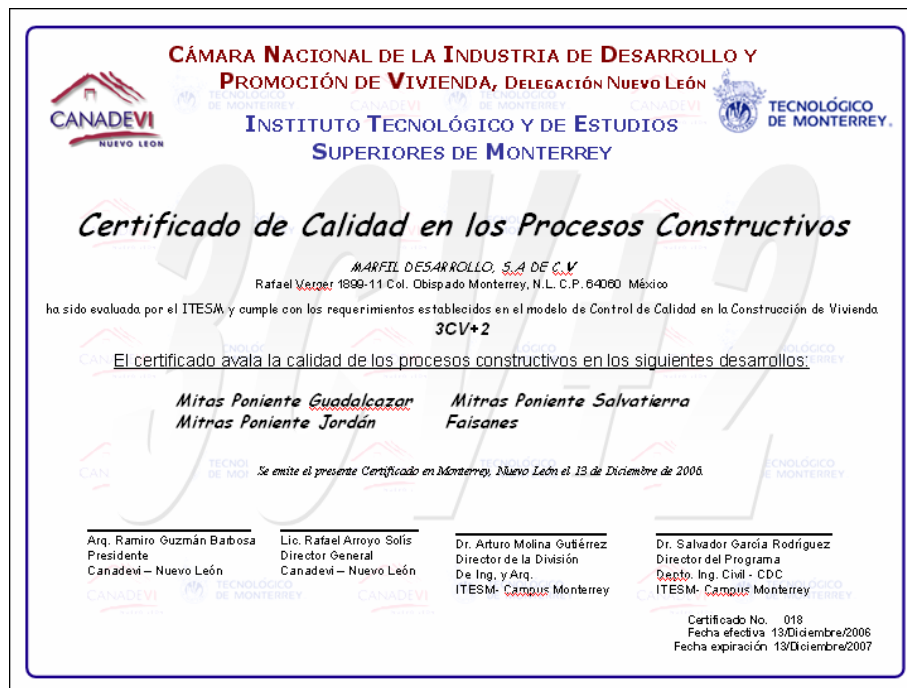 CÁMARA NACIONAL DE LA INDUSTRIA DE DESARROLLO Y
PROMOCIÓN DE VIVIENDA, DELEGACIÓN NUEVO LEÓN
CANADEVI
NUEVO LEON
TECNOLÓGICO
DE MONTERREY.
INSTITUTO TECNOLÓGICO Y DE ESTUDIOS
SUPERIORES DE MONTERREY
3CV+2
Certificado de Calidad en los Procesos Constructivos
MARFIL DESARROLLO, S.A DE C.V
Rafael Verger 1899-11 Col. Obispado Monterrey, N.L. C.P. 64060 México
ha sido evaluada por el ITESM y cumple con los requerimientos establecidos en el modelo de Control de Calidad en la Construcción de Vivienda
3CV+2
El certificado avala la calidad de los procesos constructivos en los siguientes desarrollos:
Mitas Poniente Guadalcazar Mitras Poniente Salvatierra
Mitras Poniente Jordán Faisanes
Se emite el presente Certificado en Monterrey, Nuevo León el 13 de Diciembre de 2006.
Arq. Ramiro Guzmán Barbosa
Presidente
Canadevi – Nuevo León
Lic. Rafael Arroyo Solís
Director General
Canadevi – Nuevo León
Dr. Arturo Molina Gutiérrez
Director de la División
De Ing, y Arq.
ITESM- Campus Monterrey
Dr. Salvador García Rodríguez
Director del Programa
Depto. Ing. Civil - CDC
ITESM- Campus Monterrey
Certificado No. 018
Fecha efectiva 13/Diciembre/2006
Fecha expiración 13/Diciembre/2007